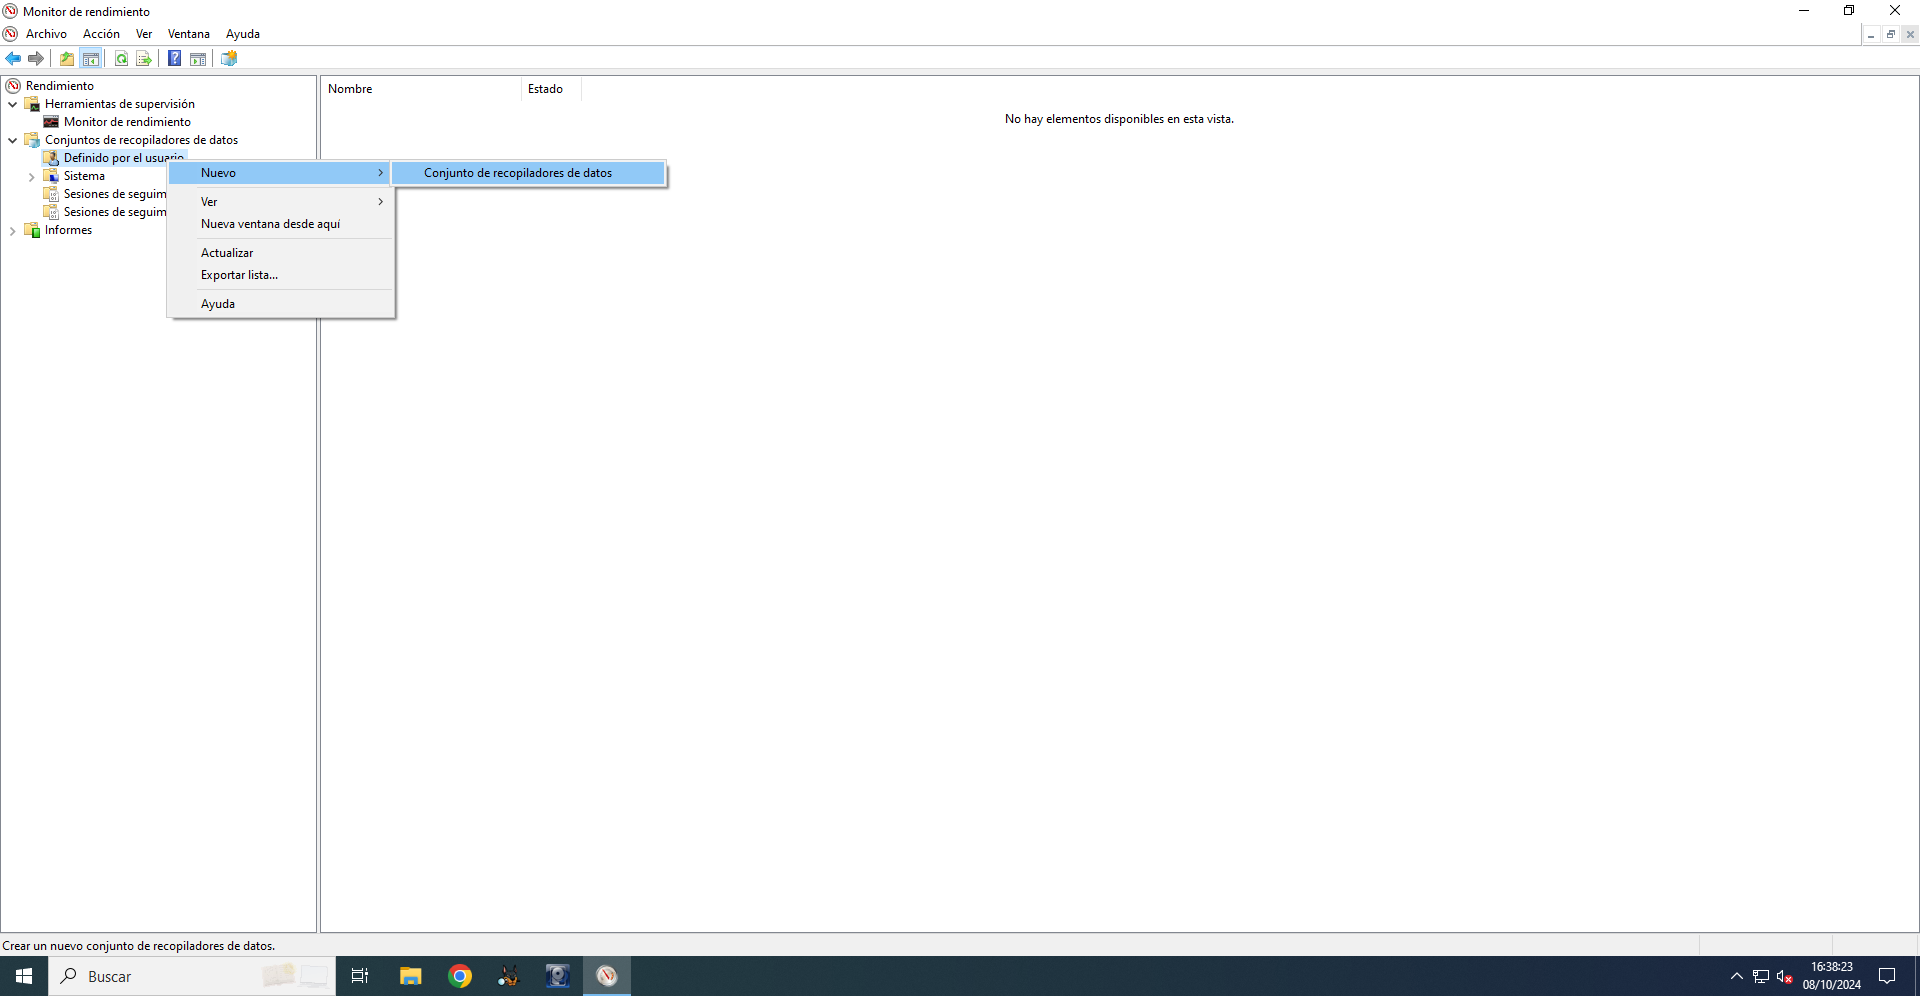 Monitor de rendimiento
Archivo Acción Ver Ventana Ayuda
Rendimiento
Herramientas de supervisión
Monitor de rendimiento
Conjuntos de recopiladores de datos
Definido por el usuario
Sistema
Sesiones de seguim
Sesiones de seguim
Informes
Nuevo
Ver
Nueva ventana desde aquí
Actualizar
Exportar lista...
Ayuda
Conjunto de recopiladores de datos
Nombre Estado
No hay elementos disponibles en esta vista.
Crear un nuevo conjunto de recopiladores de datos.
Buscar
16:38:23
08/10/2024